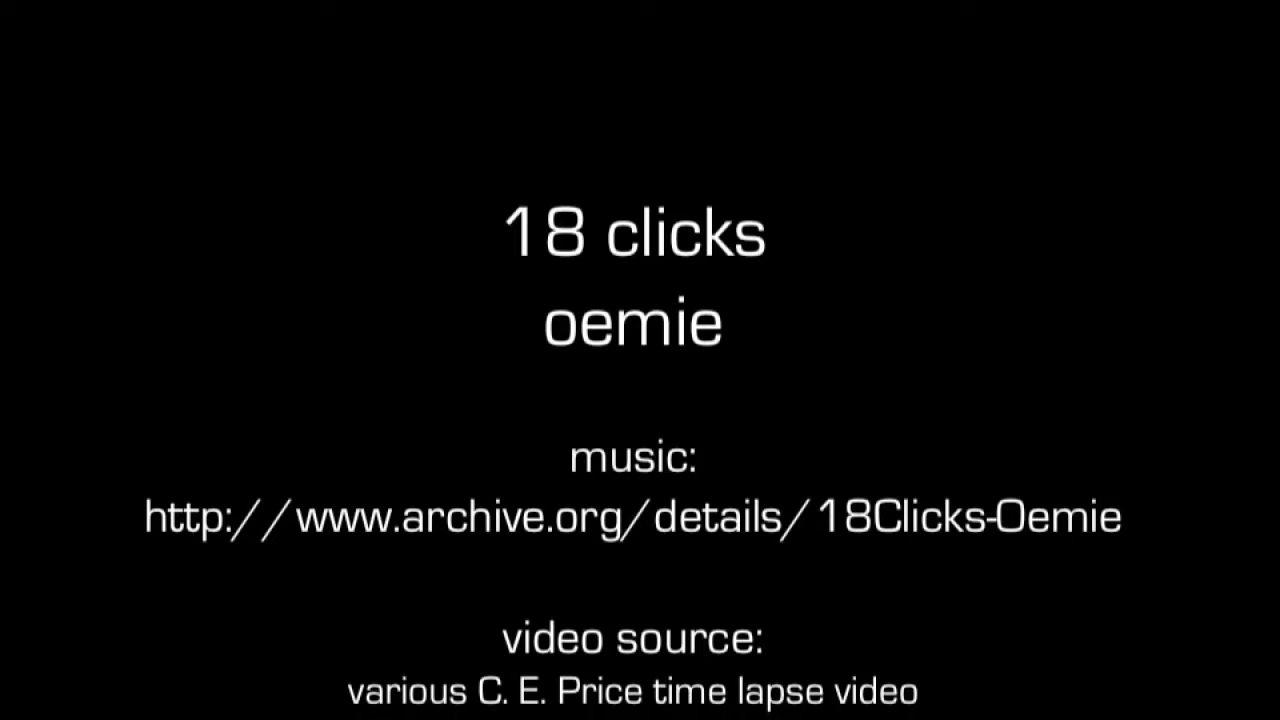 18 clicks
oemie
music:
http://www.archive.org/details/18Clicks-Oemie
video source:
various C. E. Price time lapse video